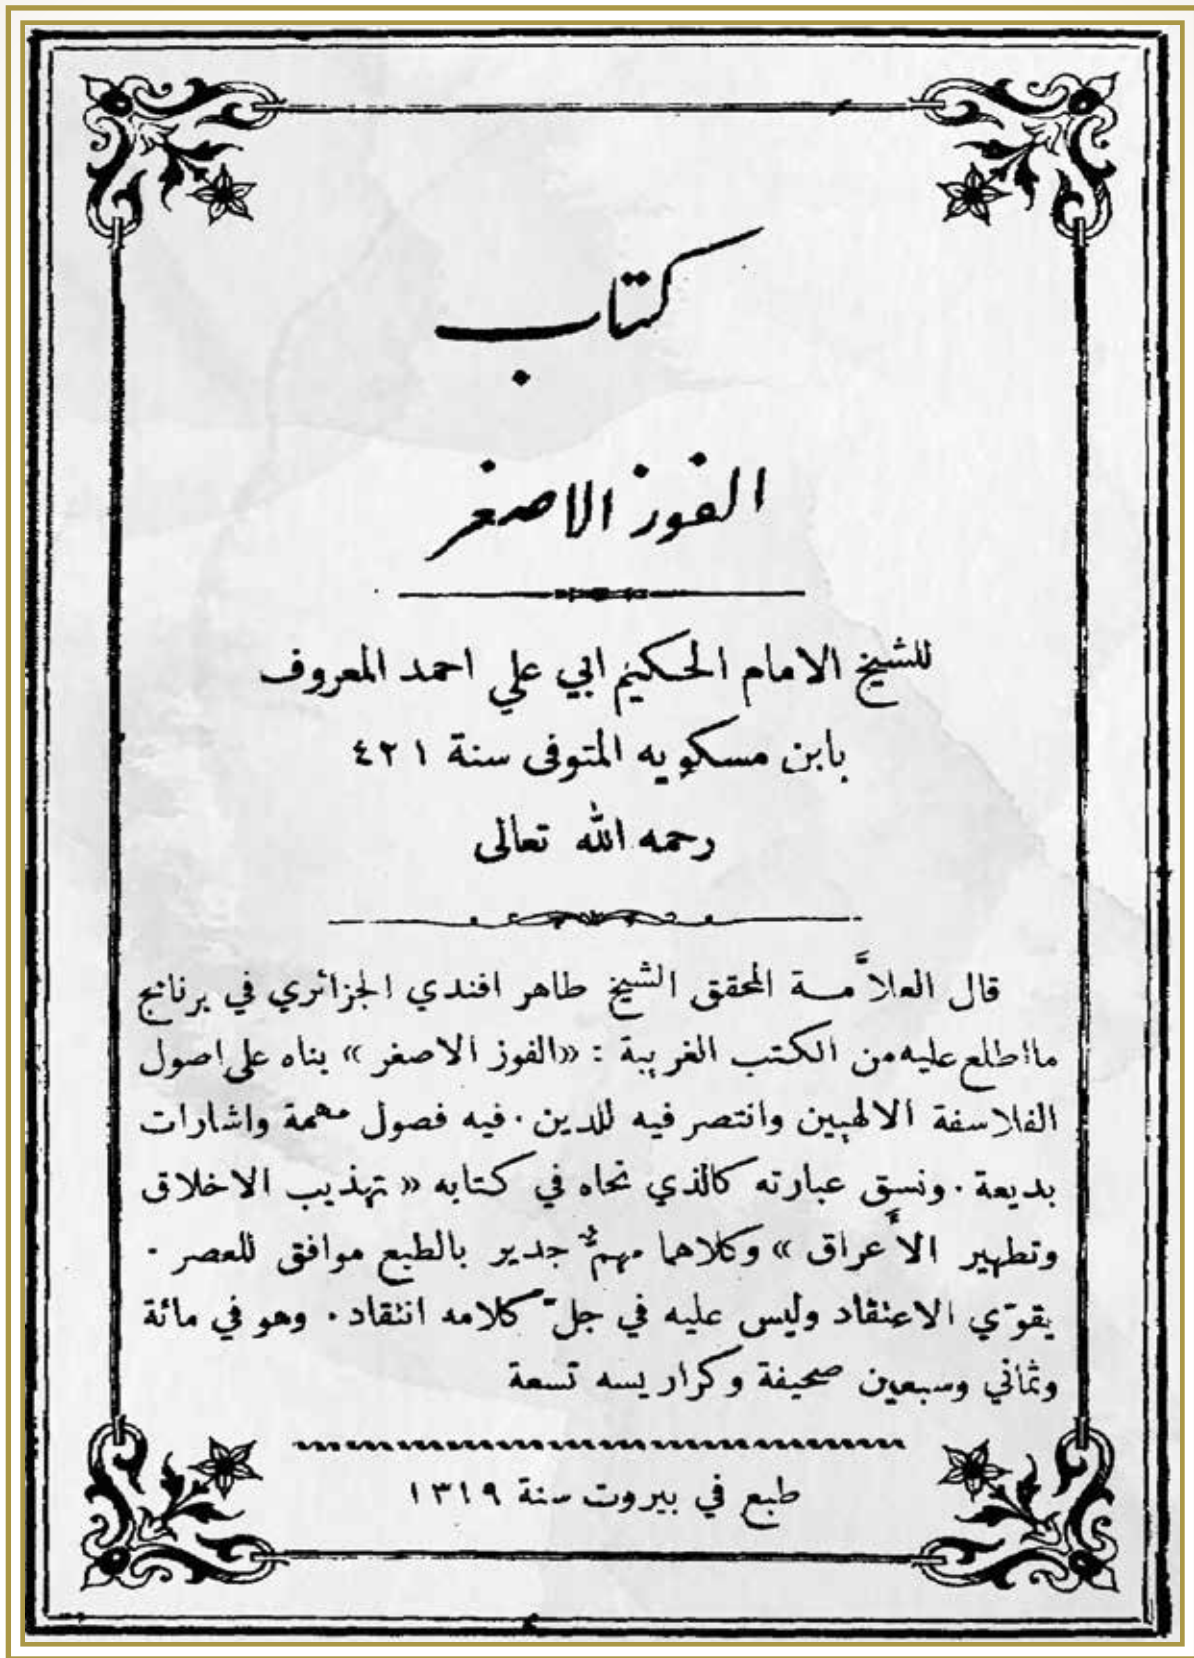 كتاب
الفوز الاصغر
للشيخ الامام الحكيم ابي علي احمد المعروف
بابن مسكويه المتوفى سنة ٤٢١
رحمه الله تعالى
قال العلاَّمــة المحقق الشيخ طاهر افندي الجزائري في برنامج
ما اطلع عليه من الكتب الغريبة : «الفوز الاصغر» بناه على اصول
الفلاسفة الالهيين وانتصر فيه للدين . فيه فصول مهمة واشارات
بديعة . ونسق عبارته كالذي نحاه في كتابه « تهذيب الاخلاق
وتطهير الأَعراق » وكلاهما مهمٌّ جدير بالطبع موافق للعصر .
يقوّي الاعتقاد وليس عليه في جلّ كلامه انتقاد . وهو في مائة
وثماني وسبعين صحيفة وكراريسه تسعة
طبع في بيروت سنة ١٣١٩